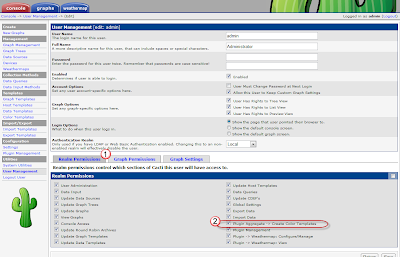 console graphs weathermap
Console -> User Management -> (Edit) Logged in as admin (Logout)
Create
New Graphs
Management
Graph Management
Graph Trees
Data Sources
Devices
Weathermaps
Collection Methods
Data Queries
Data Input Methods
Templates
Graph Templates
Host Templates
Data Templates
Color Templates
Import/Export
Import Templates
Export Templates
Configuration
Settings
Plugin Management
Utilities
System Utilities
User Management
Logout User
User Management [edit: admin]
User Name
The login name for this user.
admin
Full Name
A more descriptive name for this user, that can include spaces or special characters.
Administrator
Password
Enter the password for this user twice. Remember that passwords are case sensitive!
Enabled
Determines if user is able to login.
Enabled
Account Options
Set any user account-specific options here.
User Must Change Password at Next Login
Allow this User to Keep Custom Graph Settings
Graph Options
Set any graph-specific options here.
User Has Rights to Tree View
User Has Rights to List View
User Has Rights to Preview View
Login Options
What to do when this user logs in.
Show the page that user pointed their browser to.
Show the default console screen.
Show the default graph screen.
Authentication Realm
Only used if you have LDAP or Web Basic Authentication enabled. Changing this to an non-enabled realm will effectively disable the user.
Realm Permissions
Graph Permissions
Graph Settings
1
Realm permissions control which sections of Cacti this user will have access to.
Realm Permissions
User Administration
Data Input
Update Data Sources
Update Graph Trees
Update Graphs
View Graphs
Console Access
Update Round Robin Archives
Update Graph Templates
Update Data Templates
Update Host Templates
Data Queries
Update CDEF's
Global Settings
Export Data
Import Data
2
Plugin Aggregate -> Create Color Templates
Plugin Management
Plugin -> Weathermap: Configure/Manage
Plugin -> Weathermap: View